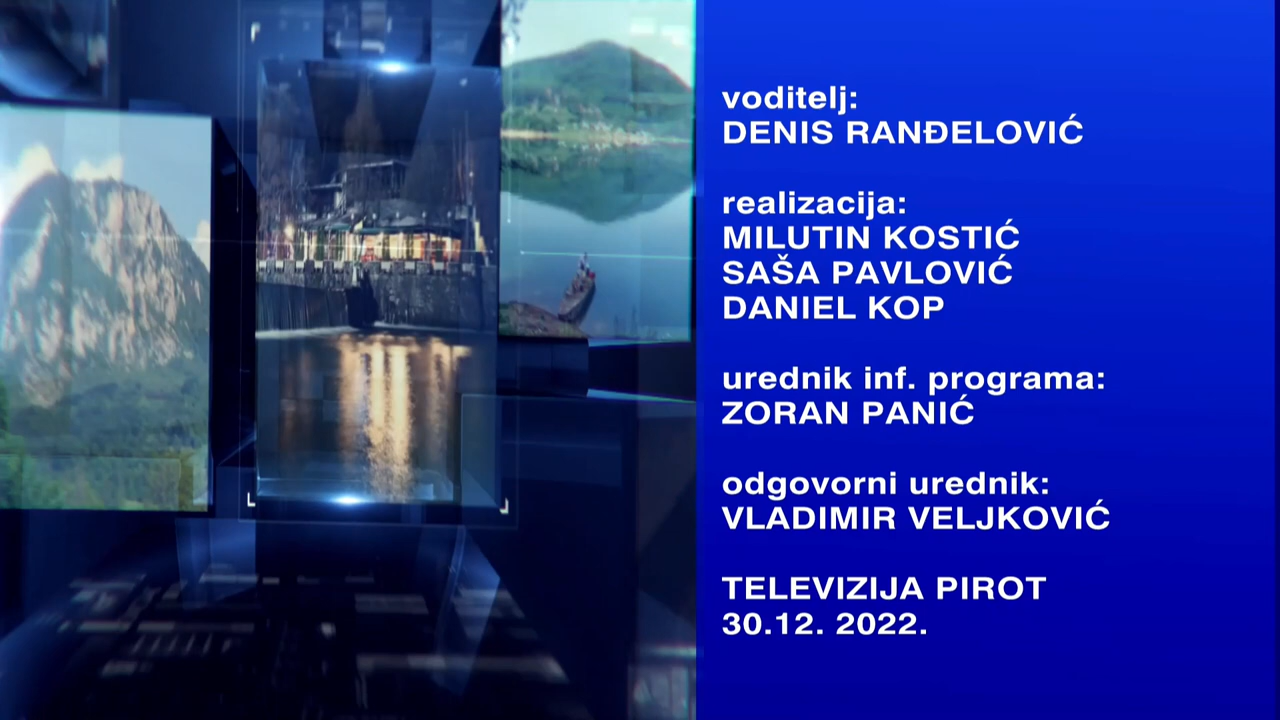 voditelj:
DENIS RANĐELOVIĆ
realizacija:
MILUTIN KOSTIĆ
SAŠA PAVLOVIĆ
DANIEL KOP
urednik inf. programa:
ZORAN PANIĆ
odgovorni urednik:
VLADIMIR VELJKOVIĆ
TELEVIZIJA PIROT
30.12. 2022.